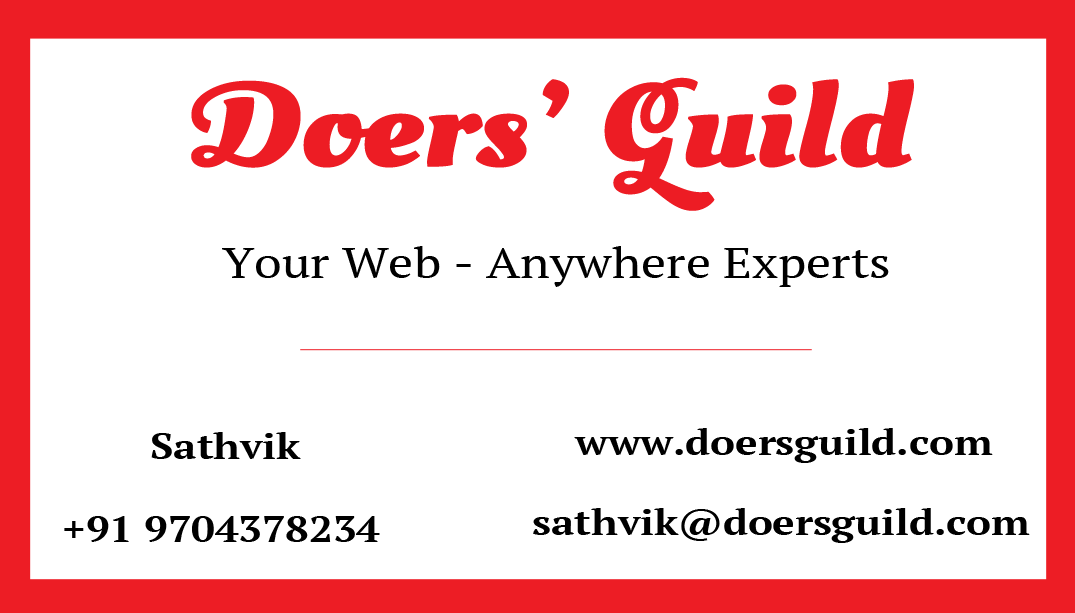 Doers’ Guild
Your Web - Anywhere Experts
Sathvik
www.doersguild.com
+91 9704378234
sathvik@doersguild.com